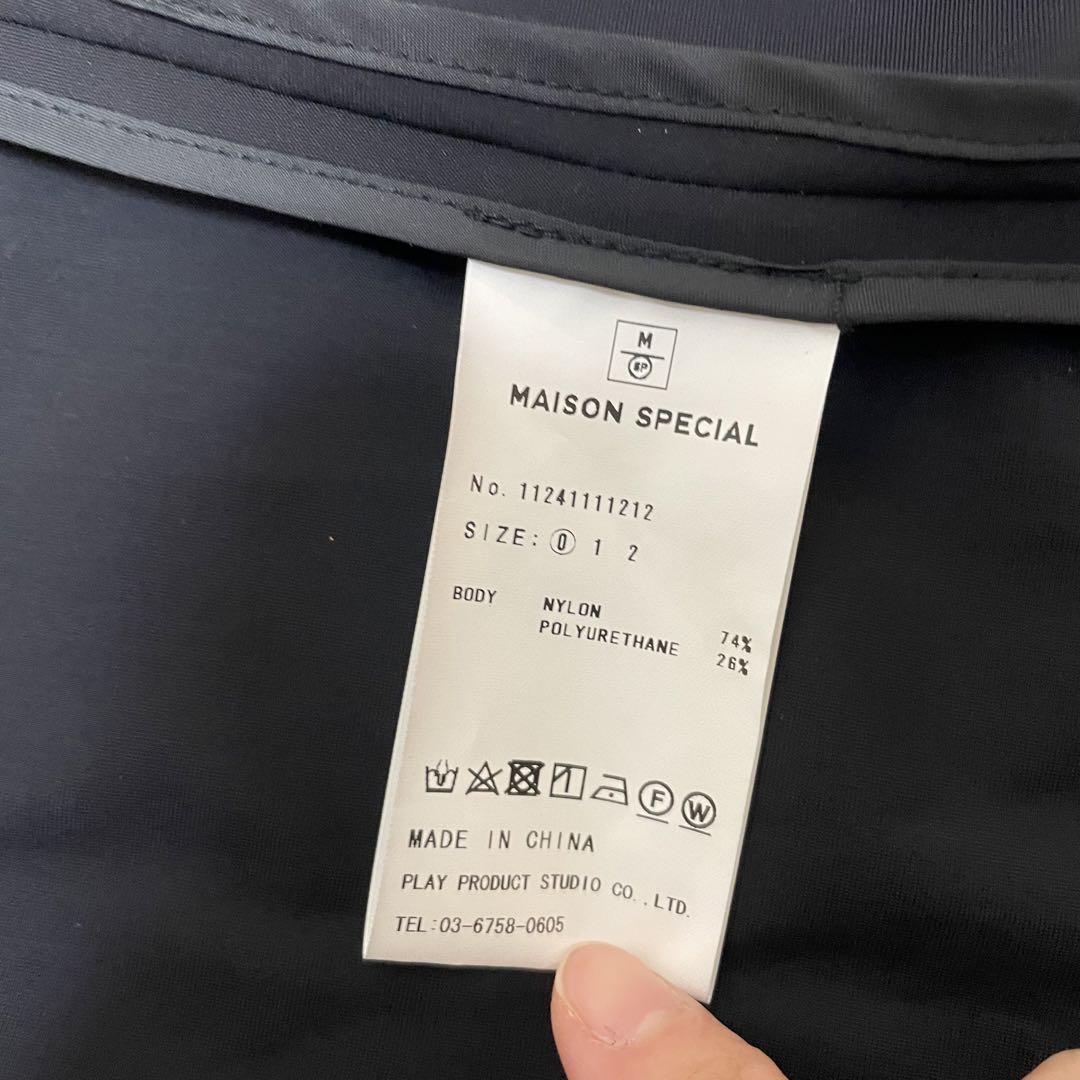 M
SP
MAISON SPECIAL
No. 11241111212
SIZE: 0 1 2
BODY NYLON 74%
POLYURETHANE 26%
F W
MADE IN CHINA
PLAY PRODUCT STUDIO CO.,LTD.
TEL:03-6758-0605